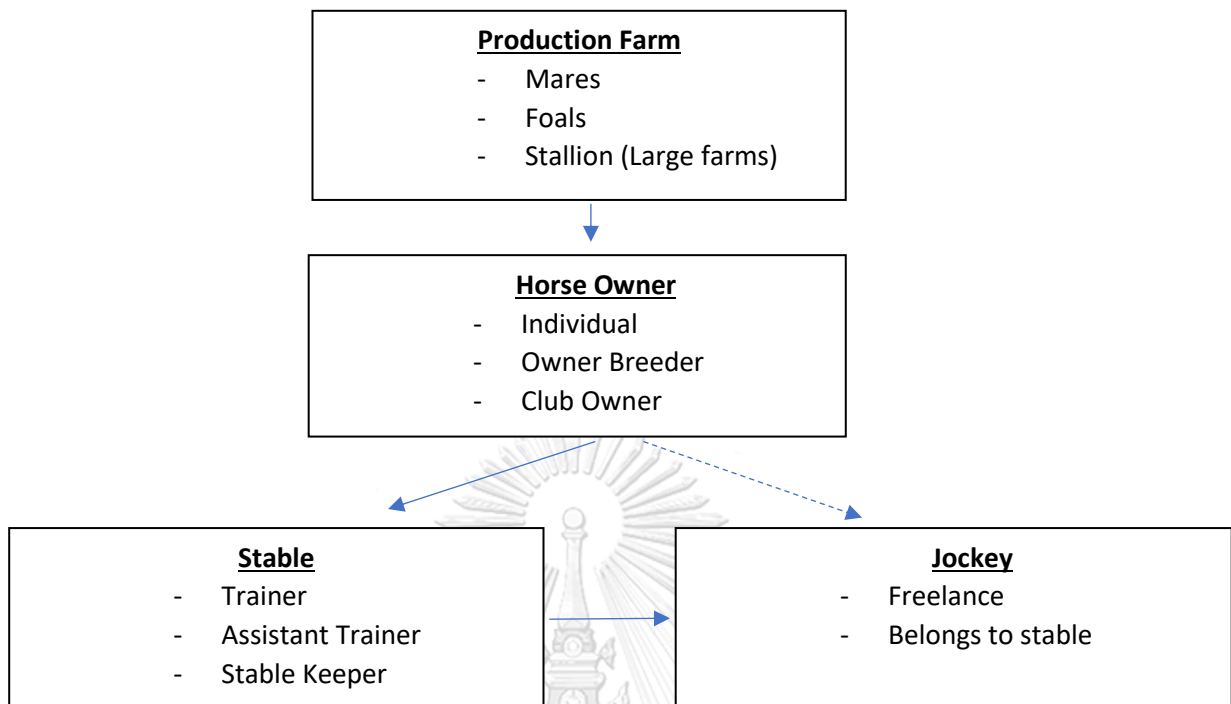 Production Farm
- Mares
- Foals
- Stallion (Large farms)
Horse Owner
- Individual
- Owner Breeder
- Club Owner
Stable
- Trainer
- Assistant Trainer
- Stable Keeper
Jockey
- Freelance
- Belongs to stable